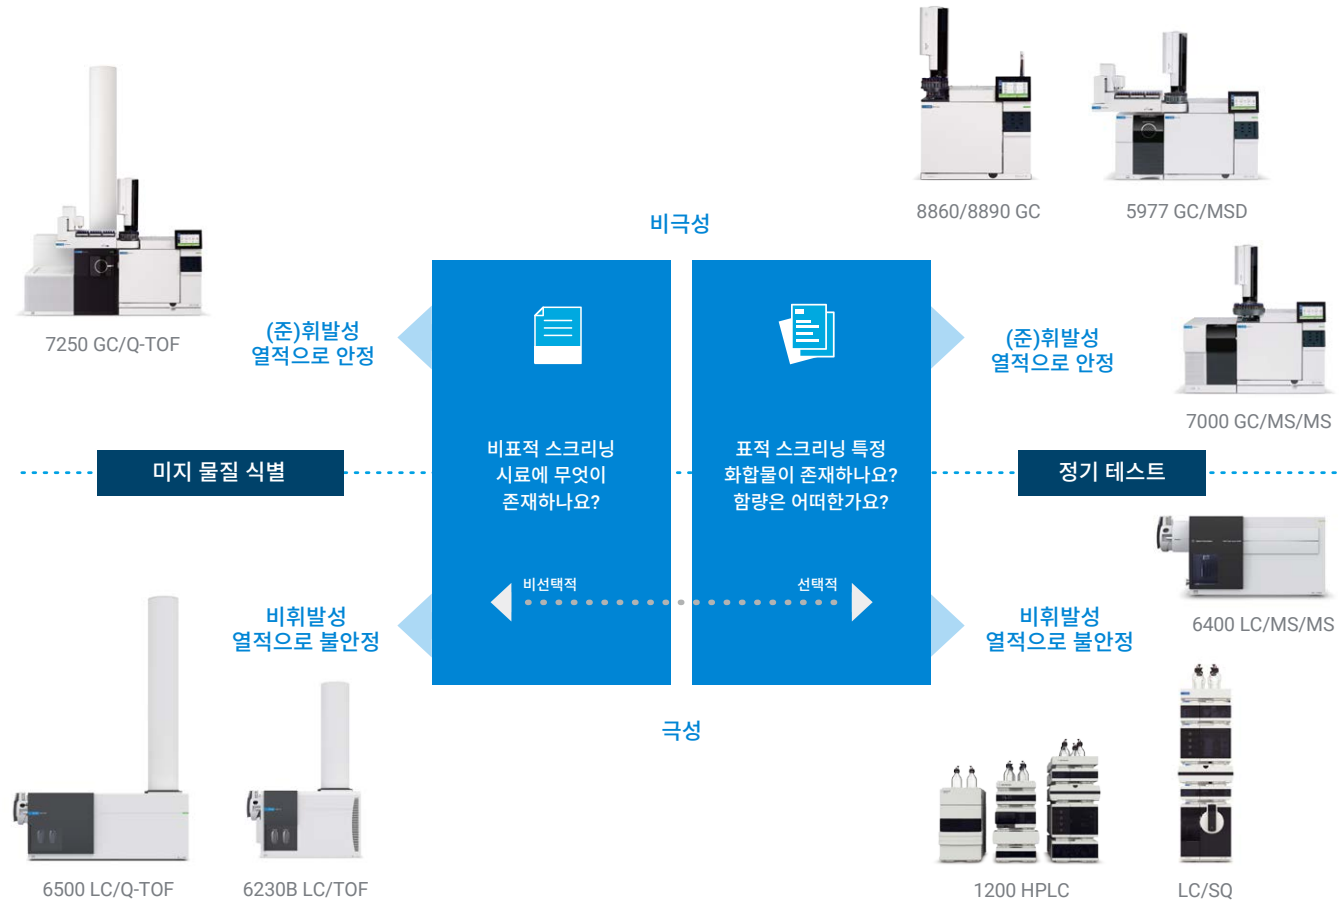 8860/8890 GC
5977 GC/MSD
비극성
7250 GC/Q-TOF
(준)휘발성
열적으로 안정
(준)휘발성
열적으로 안정
7000 GC/MS/MS
비표적 스크리닝
시료에 무엇이
존재하나요?
표적 스크리닝 특정
화합물이 존재하나요?
함량은 어떠한가요?
미지 물질 식별
정기 테스트
비선택적
선택적
비휘발성
열적으로 불안정
비휘발성
열적으로 불안정
6400 LC/MS/MS
극성
6500 LC/Q-TOF
6230B LC/TOF
1200 HPLC
LC/SQ